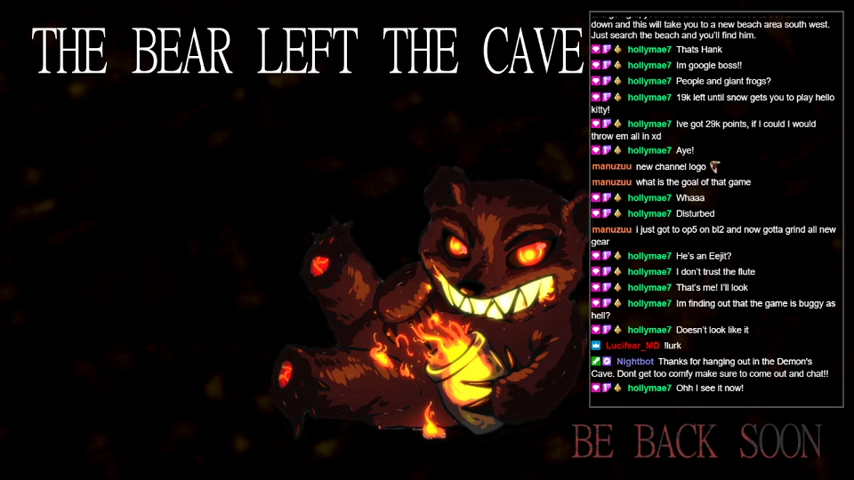 THE BEAR LEFT THE CAVE
down and this will take you to a new beach area south west.
Just search the beach and you'll find him.
hollymae7 Thats Hank
hollymae7 Im google boss!!
hollymae7 People and giant frogs?
hollymae7 19k left until snow gets you to play hello
kitty!
hollymae7 Ive got 29k points, if I could I would
throw em all in xd
hollymae7 Aye!
manuzuu new channel logo
manuzuu what is the goal of that game
hollymae7 Whaaa
hollymae7 Disturbed
manuzuu i just got to op5 on bl2 and now gotta grind all new
gear
hollymae7 He's an Eejit?
hollymae7 I don't trust the flute
hollymae7 That's me! I'll look
hollymae7 Im finding out that the game is buggy as
hell?
hollymae7 Doesn't look like it
Lucifear_MD !lurk
Nightbot Thanks for hanging out in the Demon's
Cave. Dont get too comfy make sure to come out and chat!!
hollymae7 Ohh I see it now!
BE BACK SOON